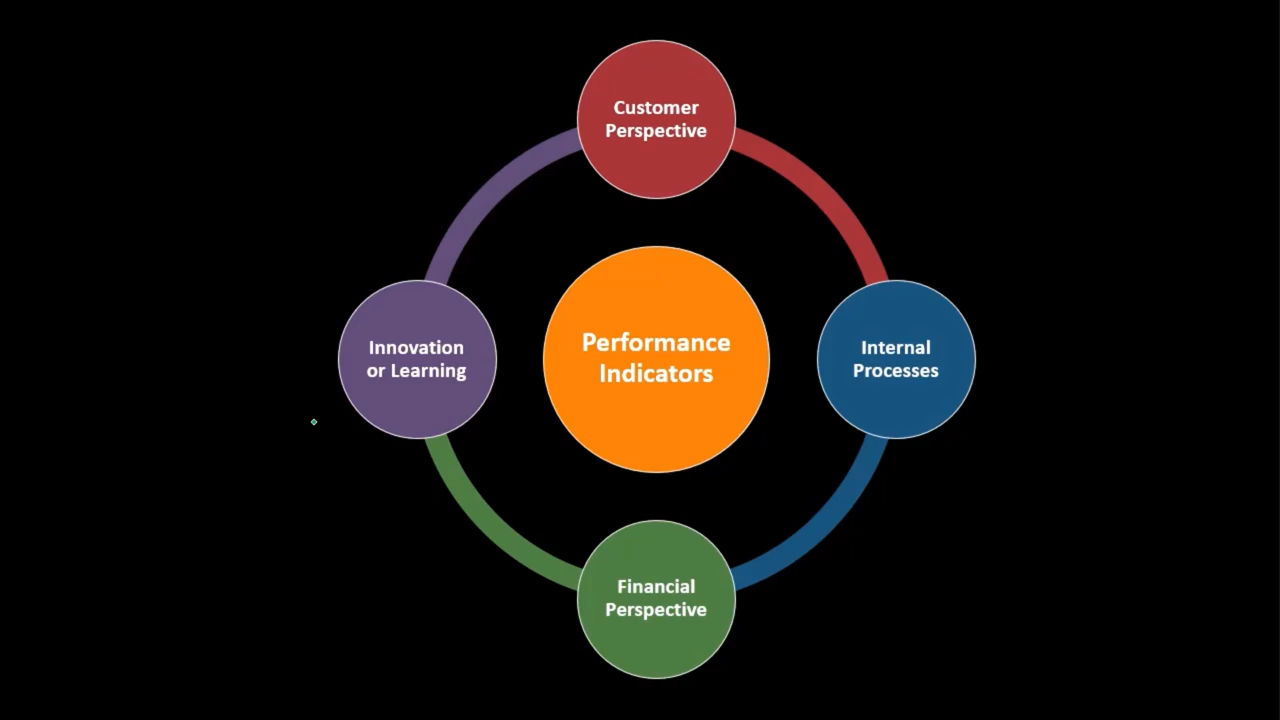 Customer
Perspective
Innovation
or Learning
Performance
Indicators
Internal
Processes
Financial
Perspective